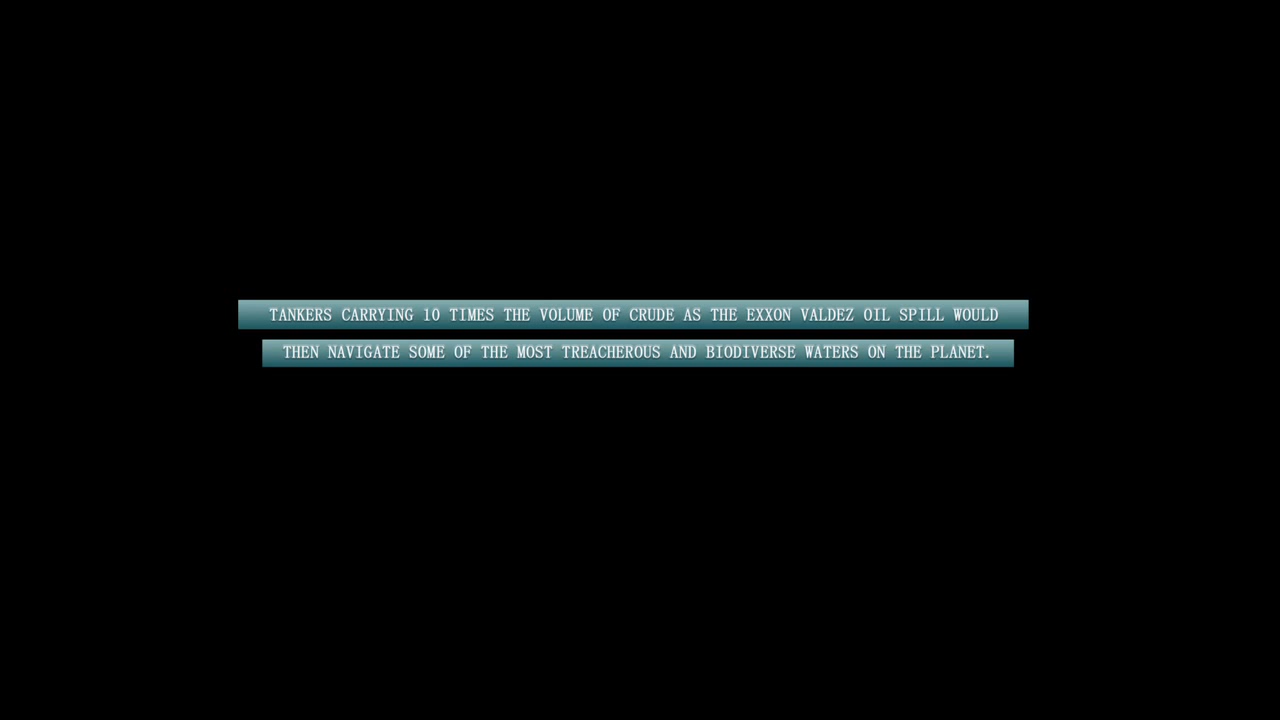 TANKERS CARRYING 10 TIMES THE VOLUME OF CRUDE AS THE EXXON VALDEZ OIL SPILL WOULD
THEN NAVIGATE SOME OF THE MOST TREACHEROUS AND BIODIVERSE WATERS ON THE PLANET.